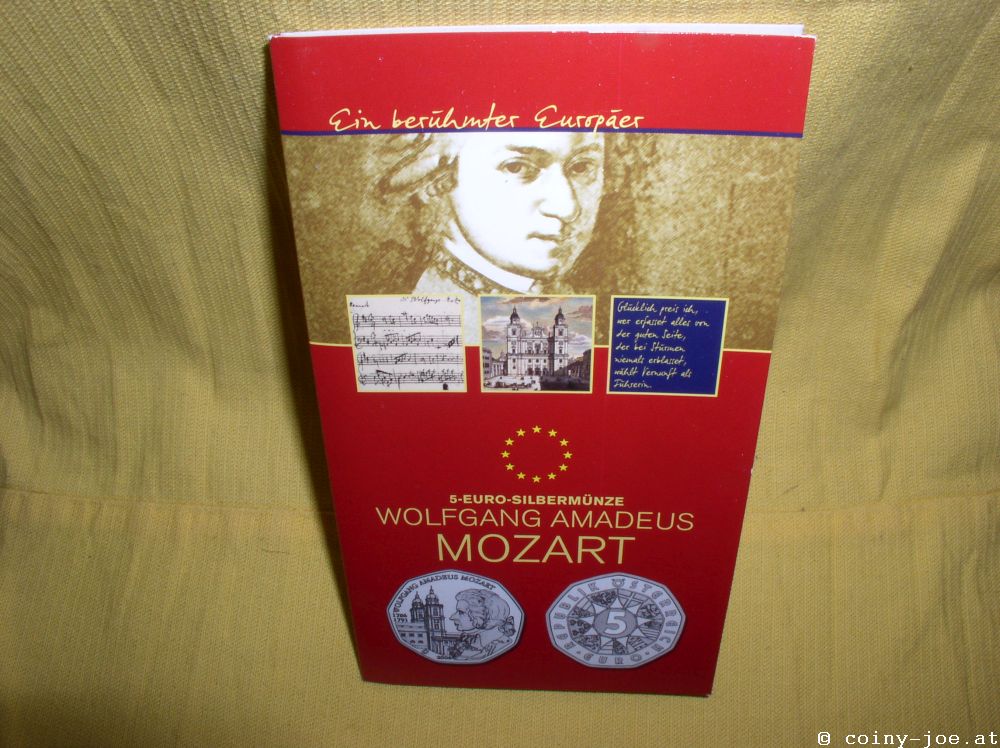 Ein berühmter Europäer
Glücklich preis ich,
wer erfasset alles von
der guten Seite,
der bei Stürmen
niemals erblasset,
wählt Vernunft als
Führerin.
5-EURO-SILBERMÜNZE
WOLFGANG AMADEUS
MOZART
WOLFGANG AMADEUS MOZART
1756
1791
REPUBLIK ÖSTERREICH
5
EURO
© coiny-joe.at